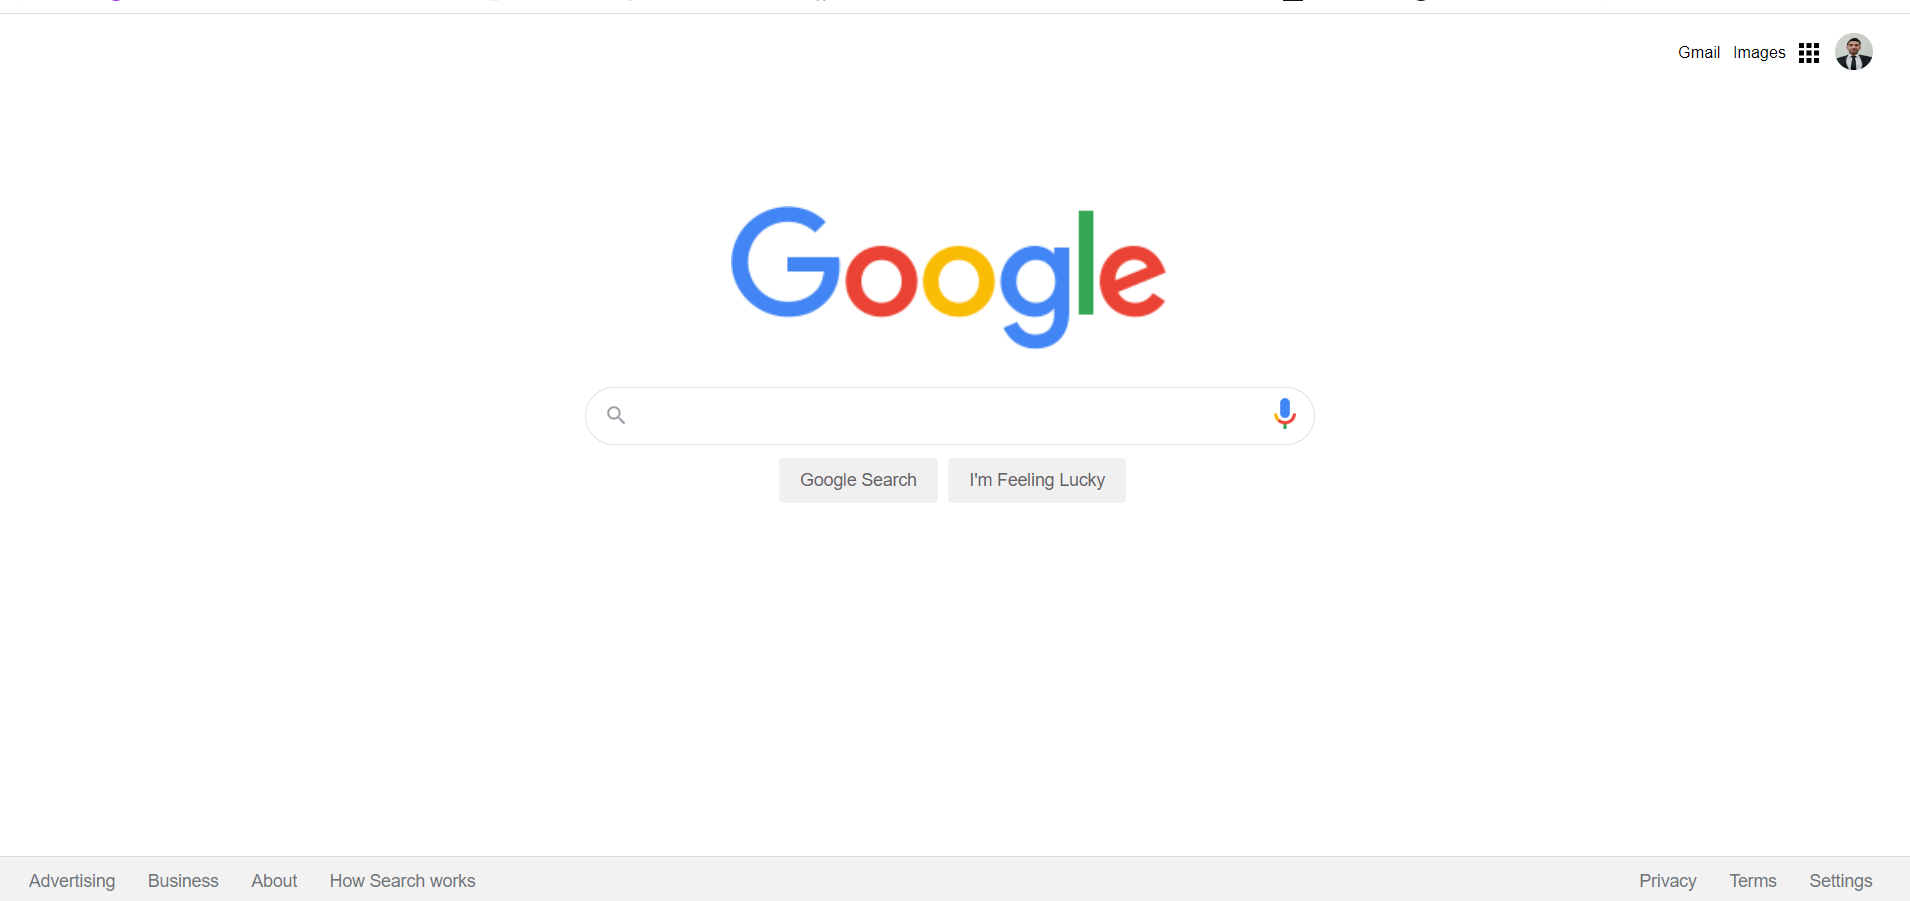 Gmail Images
Google
Google Search I'm Feeling Lucky
Advertising Business About How Search works Privacy Terms Settings